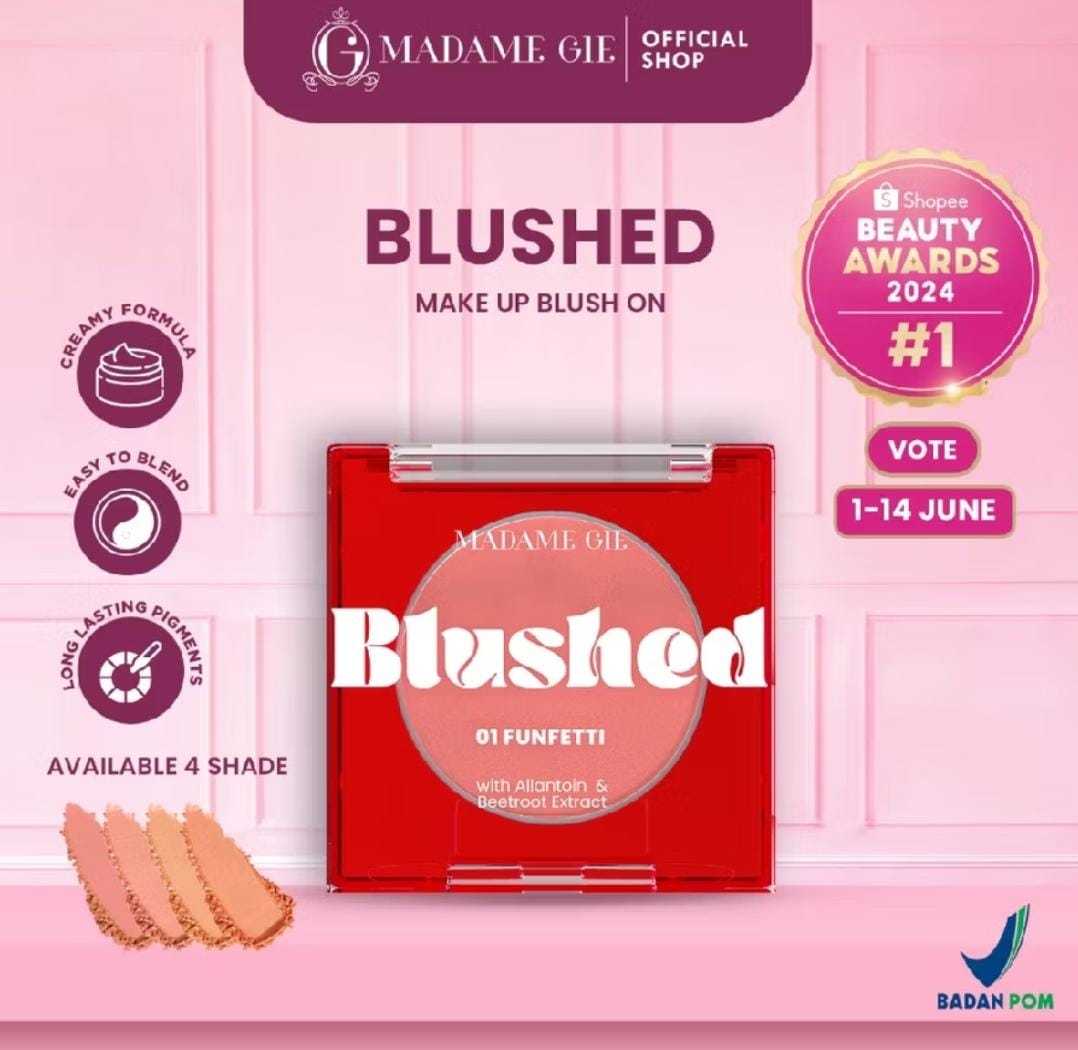 G MADAME GIE OFFICIAL
SHOP
BLUSHED
MAKE UP BLUSH ON
Shopee
BEAUTY
AWARDS
2024
#1
VOTE
1-14 JUNE
CREAMY FORMULA
EASY TO BLEND
LONG LASTING PIGMENTS
AVAILABLE 4 SHADE
MADAME GIE
Blushed
01 FUNFETTI
with Allantoin &
Beetroot Extract
BADAN POM